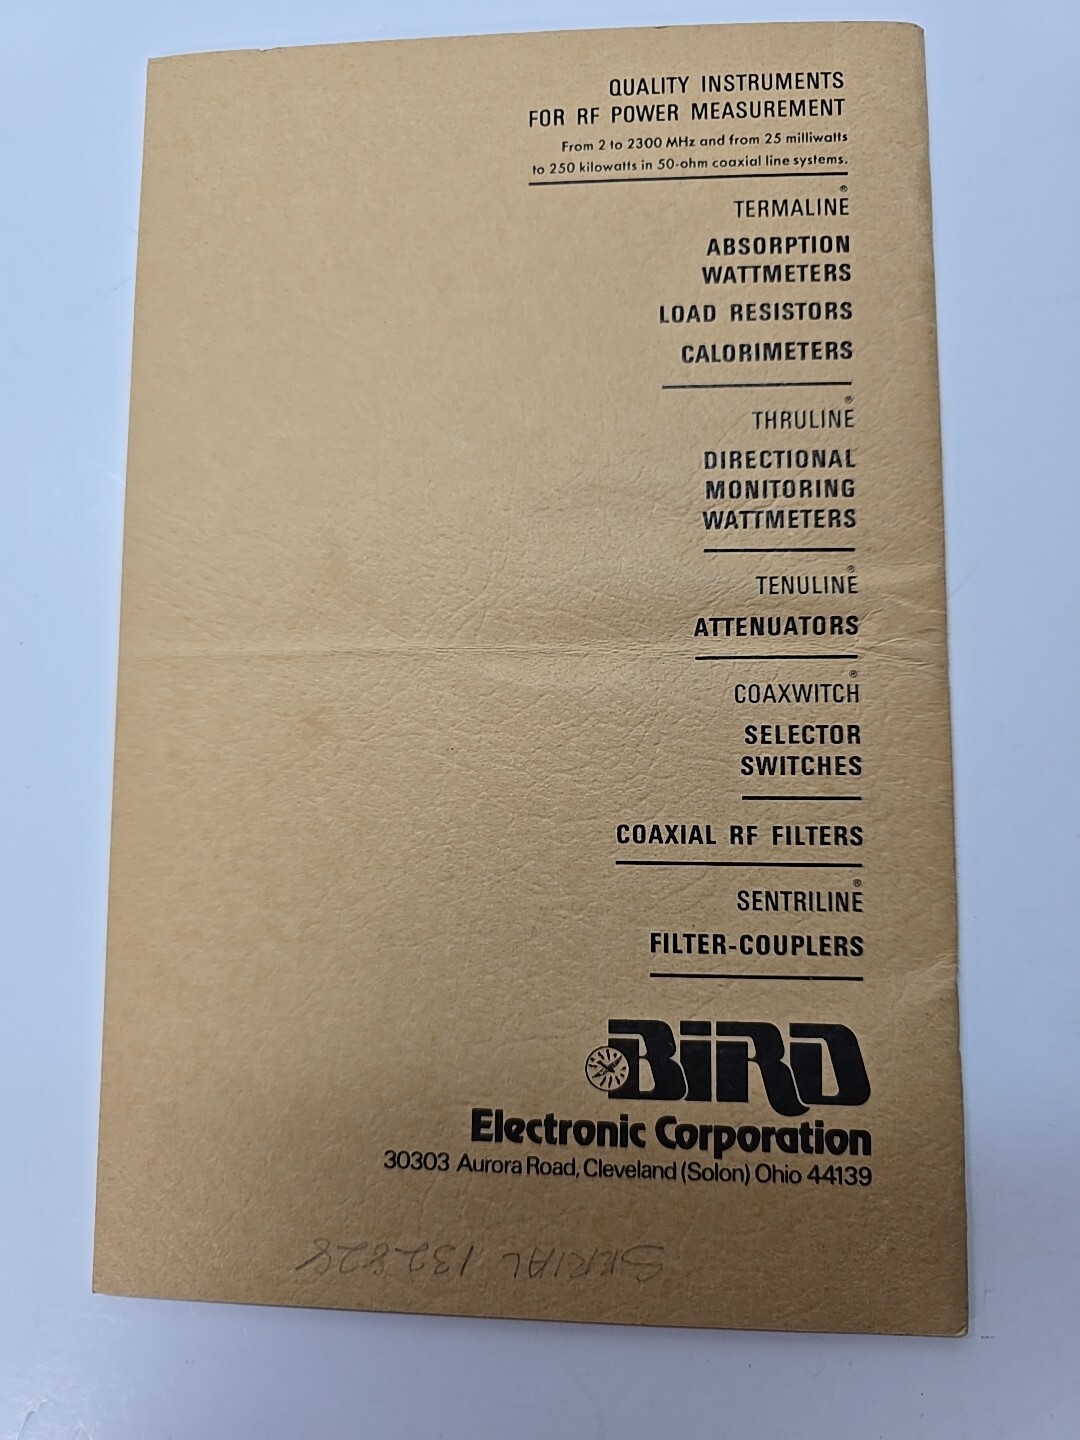 QUALITY INSTRUMENTS
FOR RF POWER MEASUREMENT
From 2 to 2300 MHz and from 25 milliwatts
to 250 kilowatts in 50-ohm coaxial line systems.
TERMALINE®
ABSORPTION
WATTMETERS
LOAD RESISTORS
CALORIMETERS
THRULINE®
DIRECTIONAL
MONITORING
WATTMETERS
TENULINE®
ATTENUATORS
COAXWITCH®
SELECTOR
SWITCHES
COAXIAL RF FILTERS
SENTRILINE®
FILTER-COUPLERS
BiRD
Electronic Corporation
30303 Aurora Road, Cleveland (Solon) Ohio 44139
SERIAL 132828